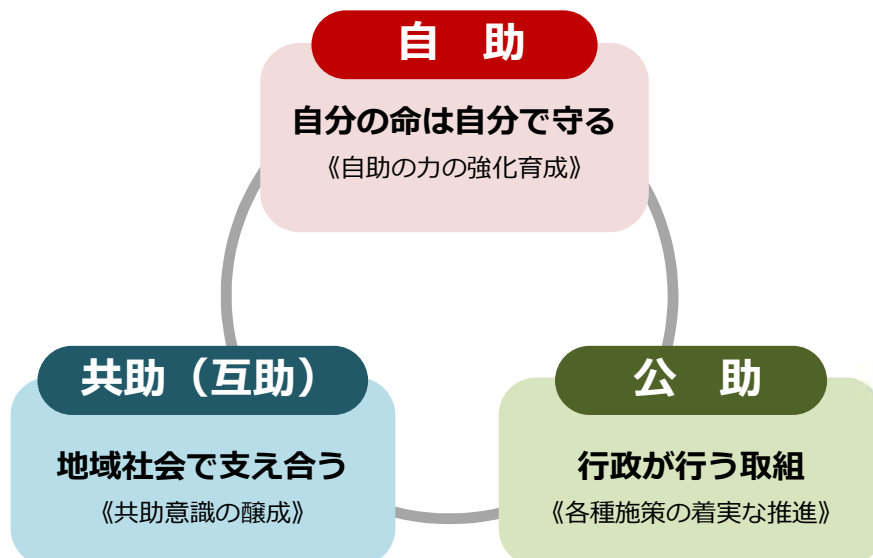 自　助
自分の命は自分で守る
《自助の力の強化育成》
共助（互助）
地域社会で支え合う
《共助意識の醸成》
公　助
行政が行う取組
《各種施策の着実な推進》